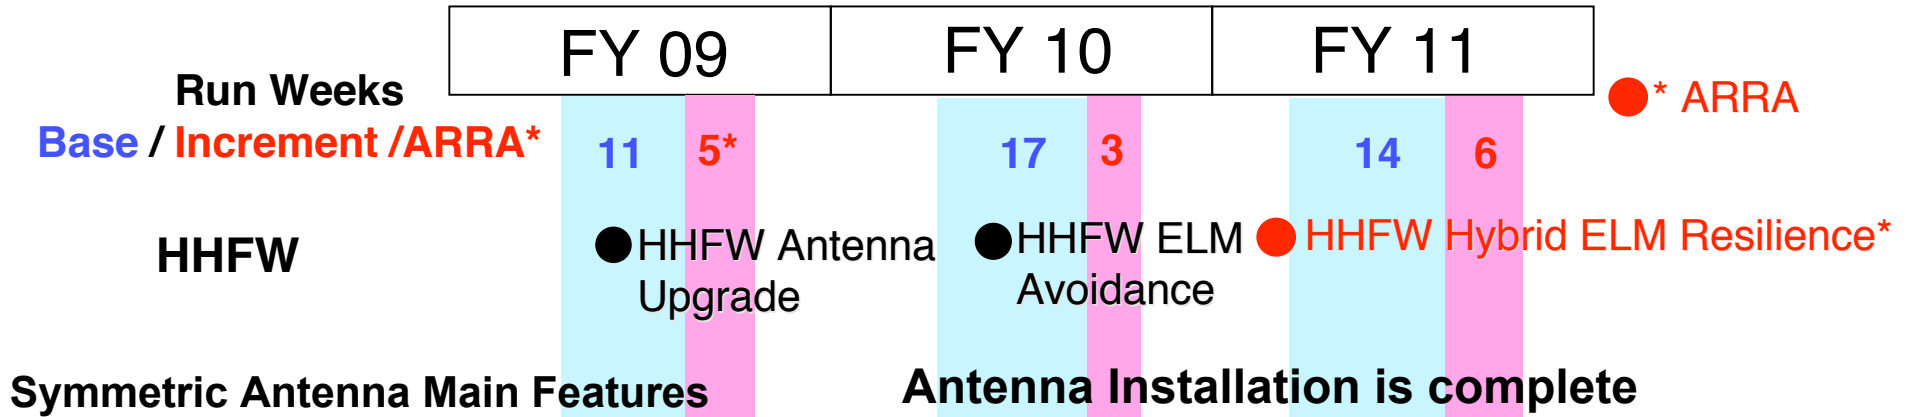 FY 09 FY 10 FY 11
Run Weeks
* ARRA
Base / Increment /ARRA*
11 5* 17 3 14 6
HHFW
HHFW Antenna
Upgrade
HHFW ELM
Avoidance
HHFW Hybrid ELM Resilience*
Symmetric Antenna Main Features
Antenna Installation is complete